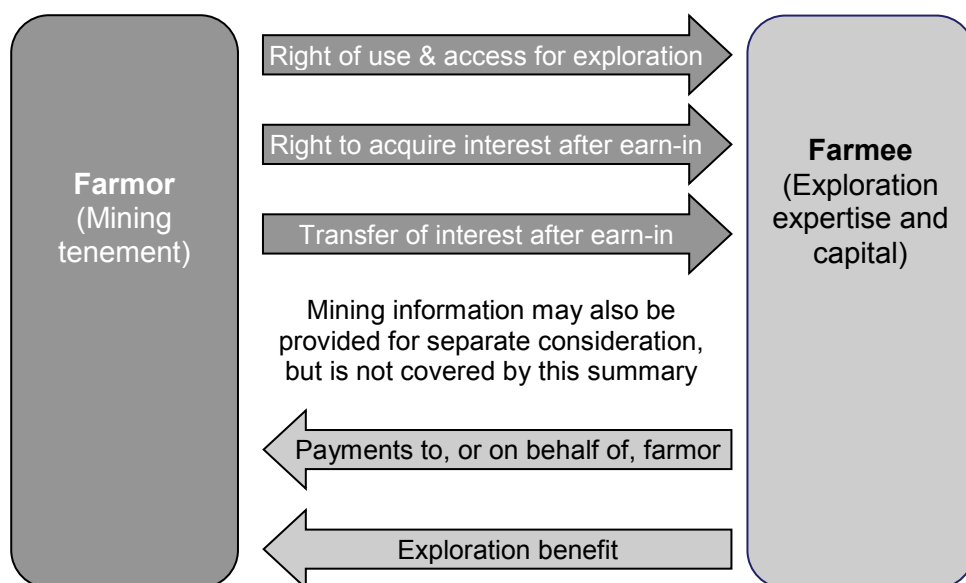 Farmor
(Mining
tenement)
Right of use & access for exploration
Right to acquire interest after earn-in
Transfer of interest after earn-in
Mining information may also be
provided for separate consideration,
but is not covered by this summary
Payments to, or on behalf of, farmor
Exploration benefit
Farmee
(Exploration
expertise and
capital)